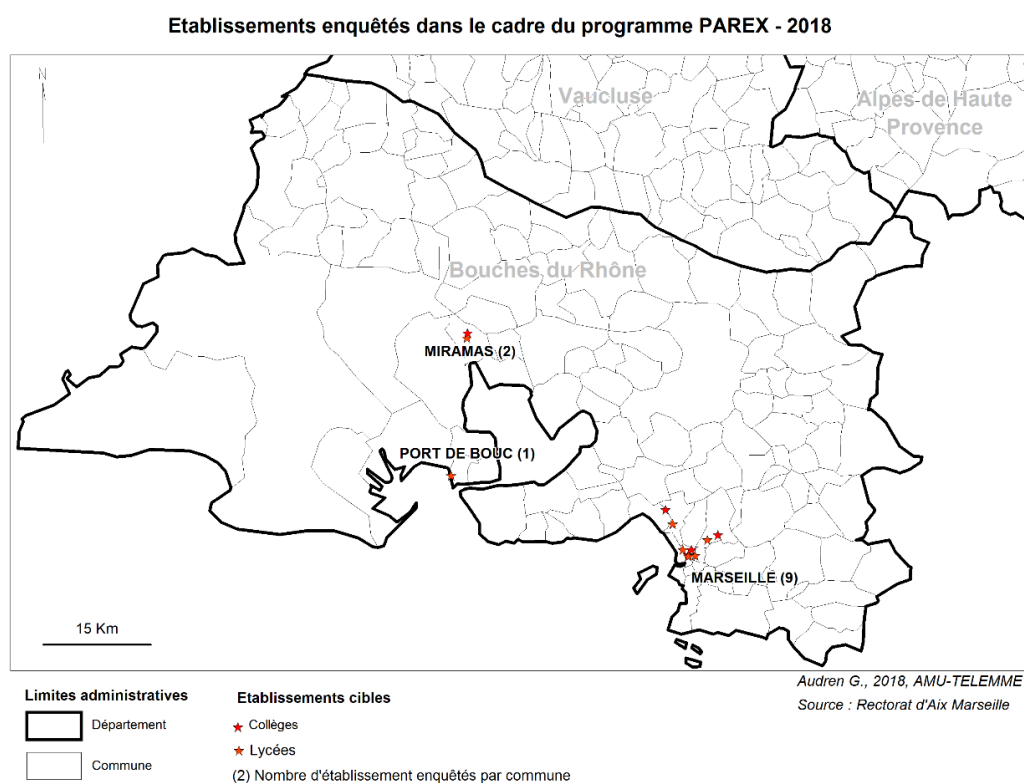 Etablissements enquêtés dans le cadre du programme PAREX - 2018
N
Vaucluse
Alpes de Haute
Provence
Bouches du Rhône
MIRAMAS (2)
PORT DE BOUC (1)
MARSEILLE (9)
15 Km
Audren G., 2018, AMU-TELEMME
Source : Rectorat d'Aix Marseille
Limites administratives
Département
Commune
Etablissements cibles
Collèges
Lycées
(2) Nombre d'établissement enquêtés par commune